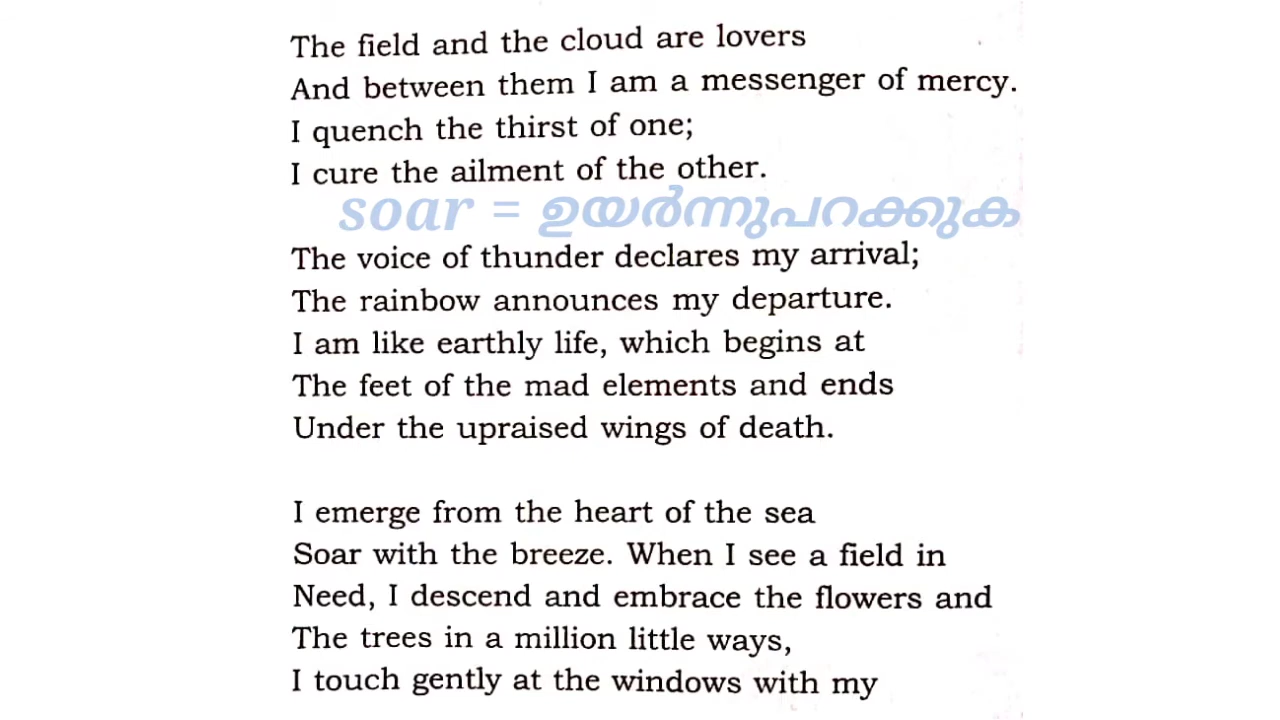 The field and the cloud are lovers
And between them I am a messenger of mercy.
I quench the thirst of one;
I cure the ailment of the other.
soar = ഉയർന്നുപറക്കുക
The voice of thunder declares my arrival;
The rainbow announces my departure.
I am like earthly life, which begins at
The feet of the mad elements and ends
Under the upraised wings of death.
I emerge from the heart of the sea
Soar with the breeze. When I see a field in
Need, I descend and embrace the flowers and
The trees in a million little ways,
I touch gently at the windows with my